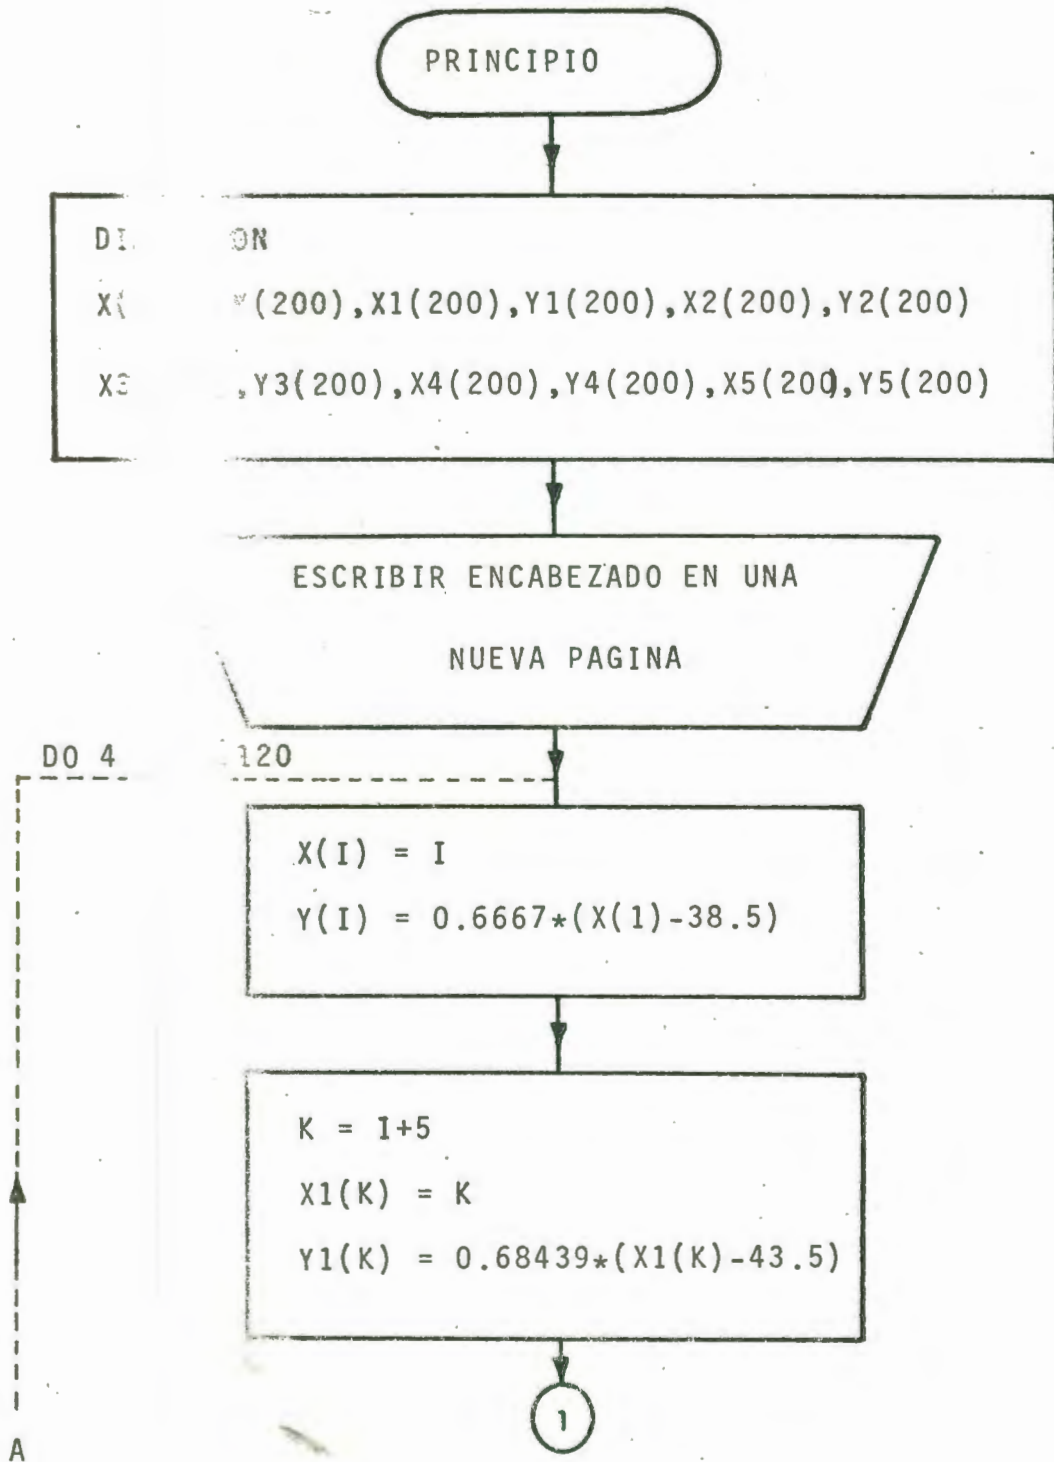 PRINCIPIO
(200),X1(200),Y1(200),X2(200),Y2(200)
,Y3(200),X4(200),Y4(200),X5(200),Y5(200)
ESCRIBIR ENCABEZADO EN UNA
NUEVA PAGINA
DO 4 120
X(I) = I
Y(I) = 0.6667*(X(1)-38.5)
K = I+5
X1(K) = K
Y1(K) = 0.68439*(X1(K)-43.5)
1
A